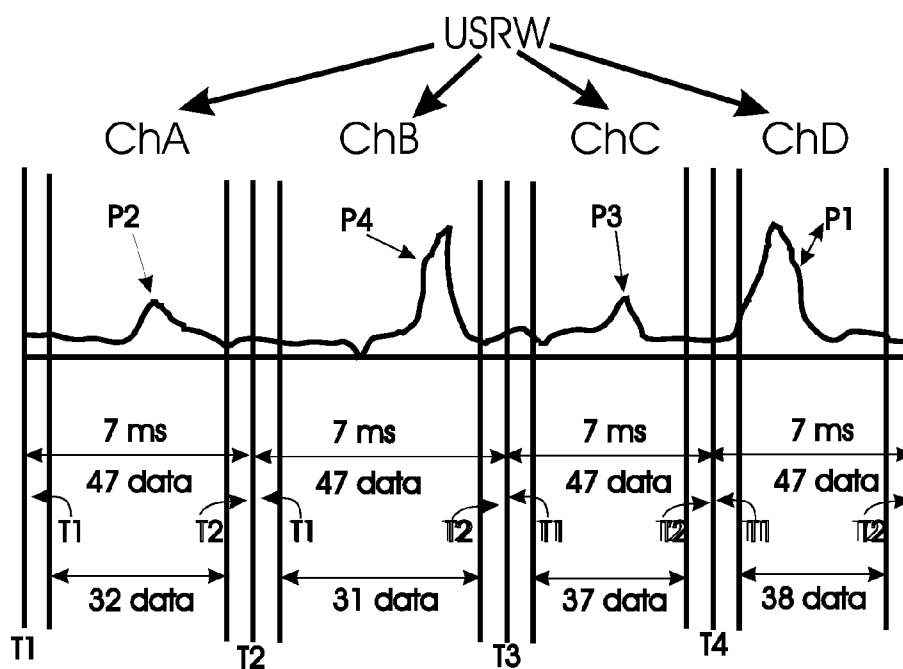 USRW
ChA ChB ChC ChD
P2 P4 P3 P1
7 ms 7 ms 7 ms 7 ms
47 data 47 data 47 data 47 data
T1 T2 T1 T2 T1 T2 T1 T2
32 data 31 data 37 data 38 data
T1 T2 T3 T4